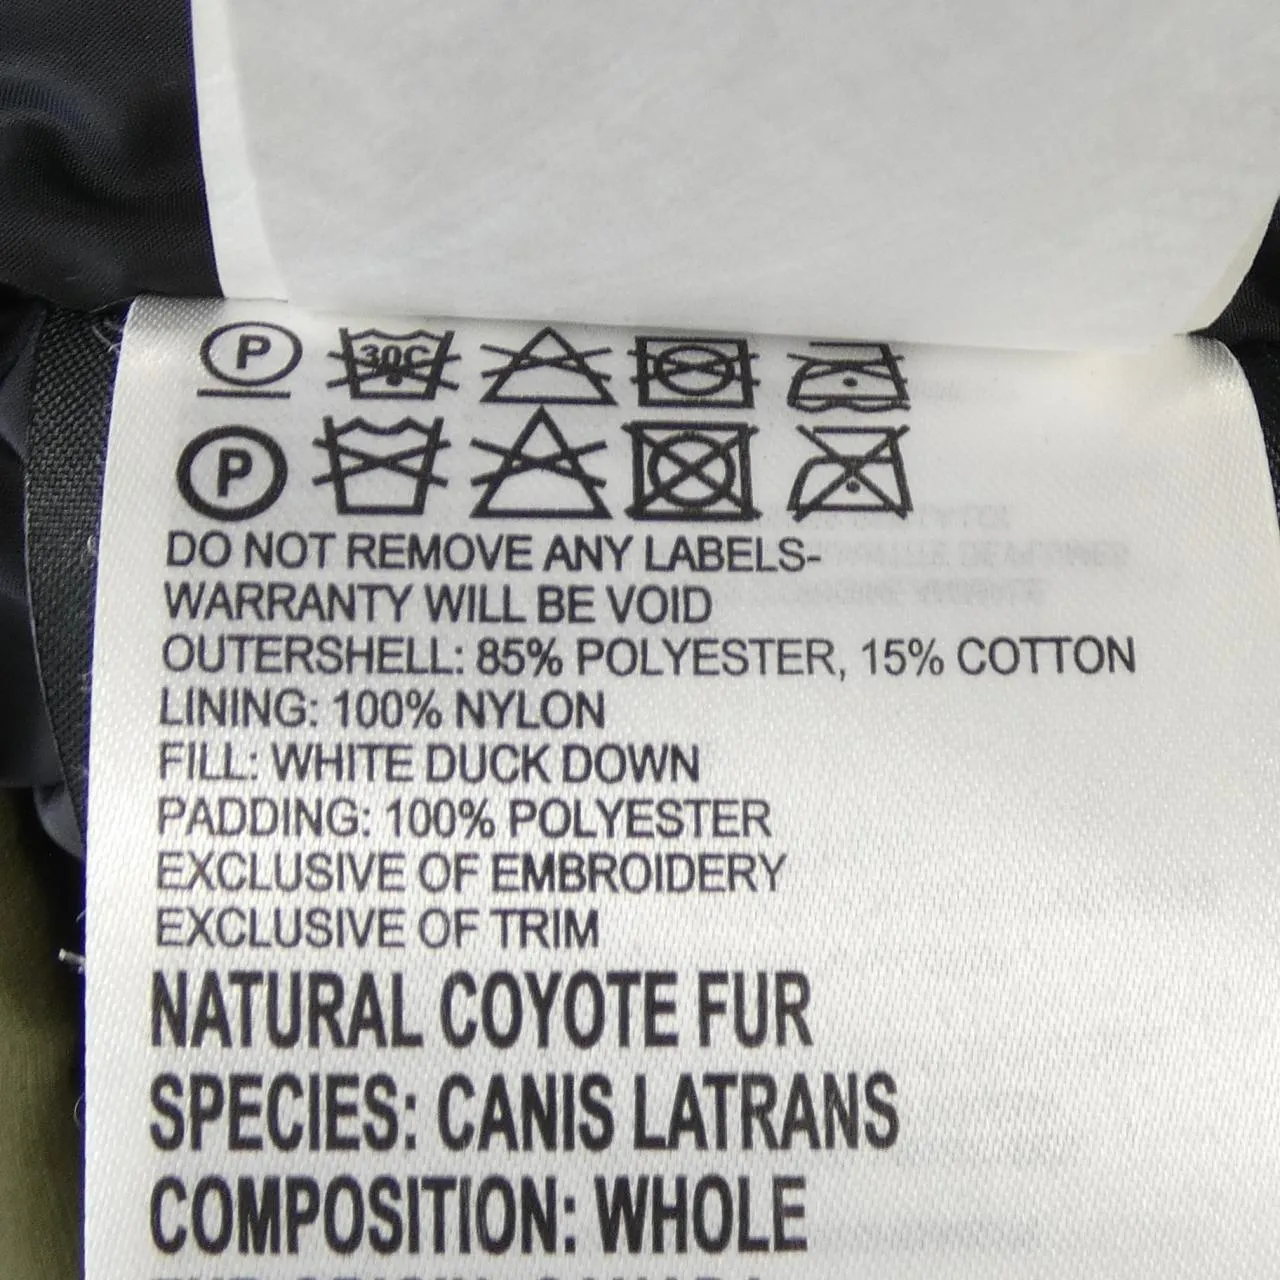 P 30C
P
DO NOT REMOVE ANY LABELS-
WARRANTY WILL BE VOID
OUTERSHELL: 85% POLYESTER, 15% COTTON
LINING: 100% NYLON
FILL: WHITE DUCK DOWN
PADDING: 100% POLYESTER
EXCLUSIVE OF EMBROIDERY
EXCLUSIVE OF TRIM
NATURAL COYOTE FUR
SPECIES: CANIS LATRANS
COMPOSITION: WHOLE